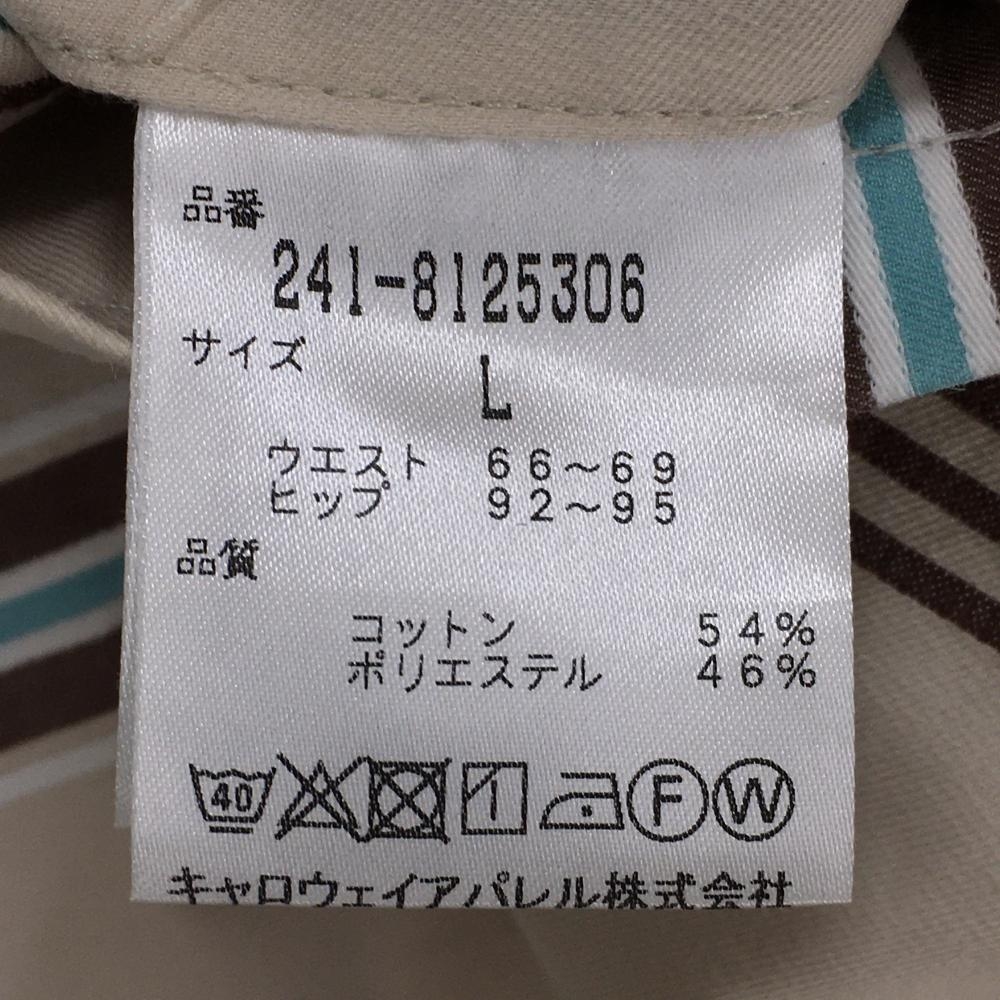 品番
241-8125306
サイズ
L
ウエスト 66～69
ヒップ 92～95
品質
コットン 54%
ポリエステル 46%
40 F W
キャロウェイアパレル株式会社